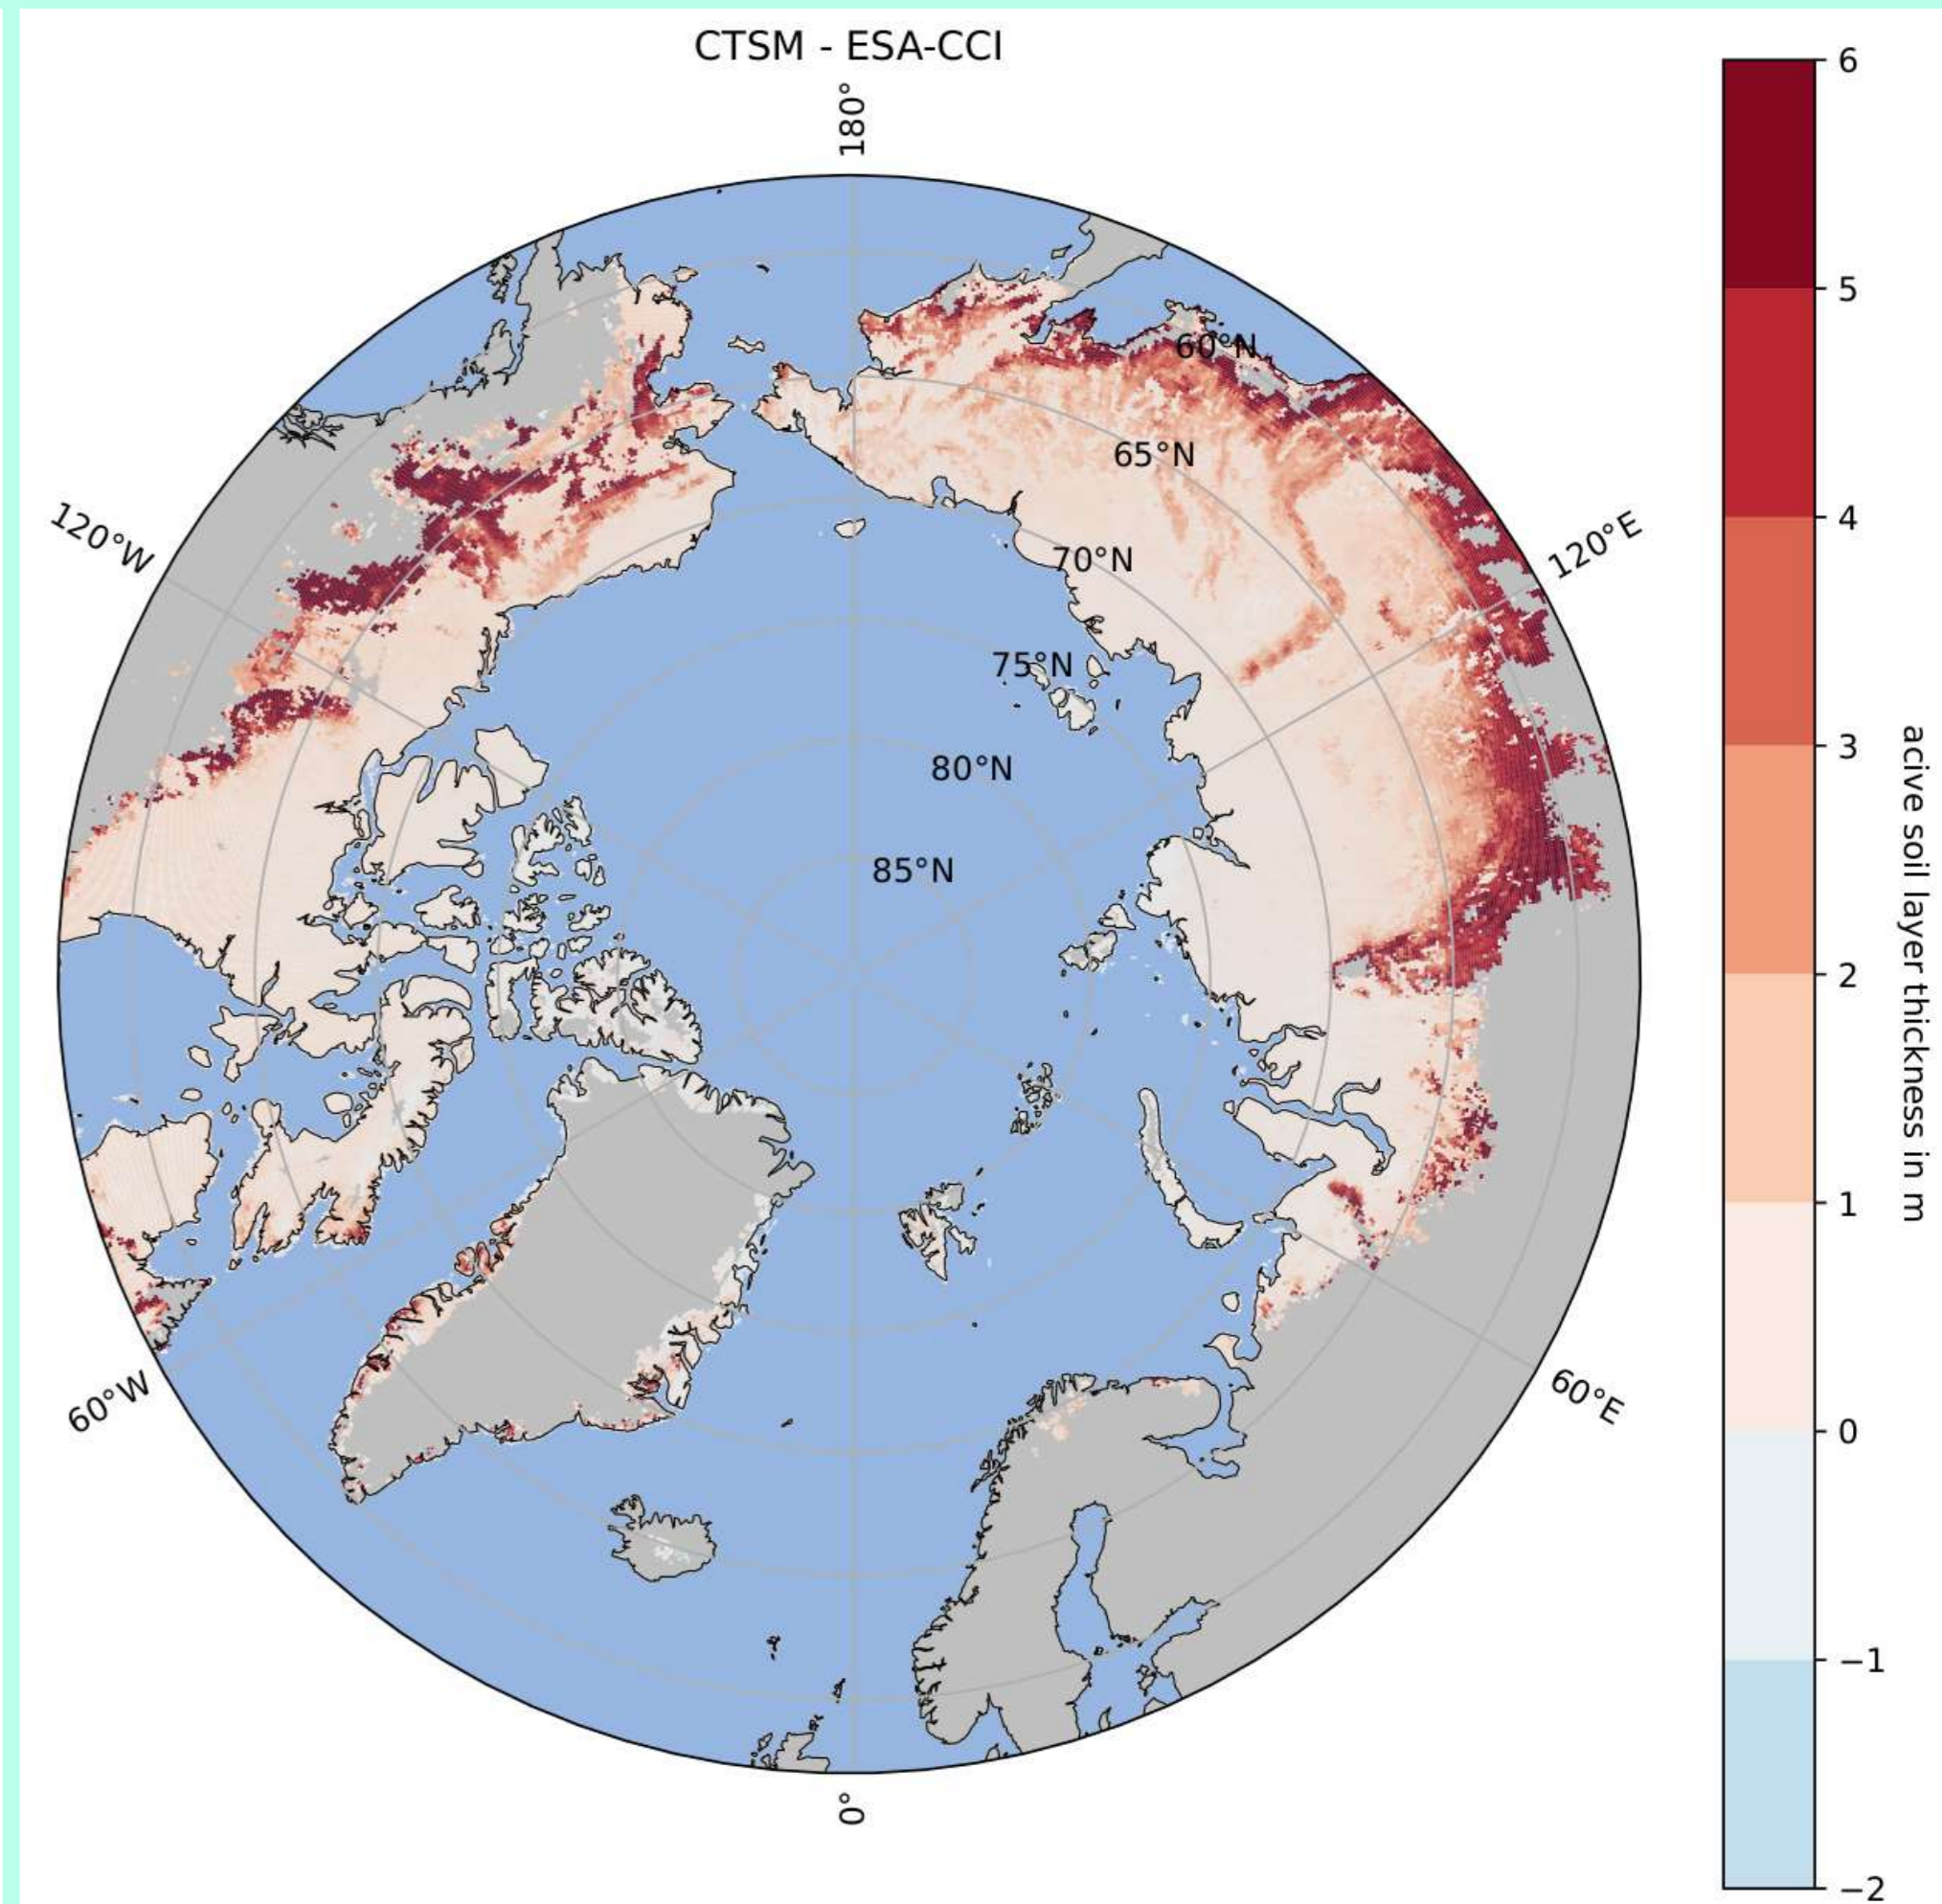 CTSM - ESA-CCI
180°
120°W
120°E
60°N
65°N
70°N
75°N
80°N
85°N
60°W
60°E
0°
6
5
4
3
2
1
0
−1
−2
acive soil layer thickness in m